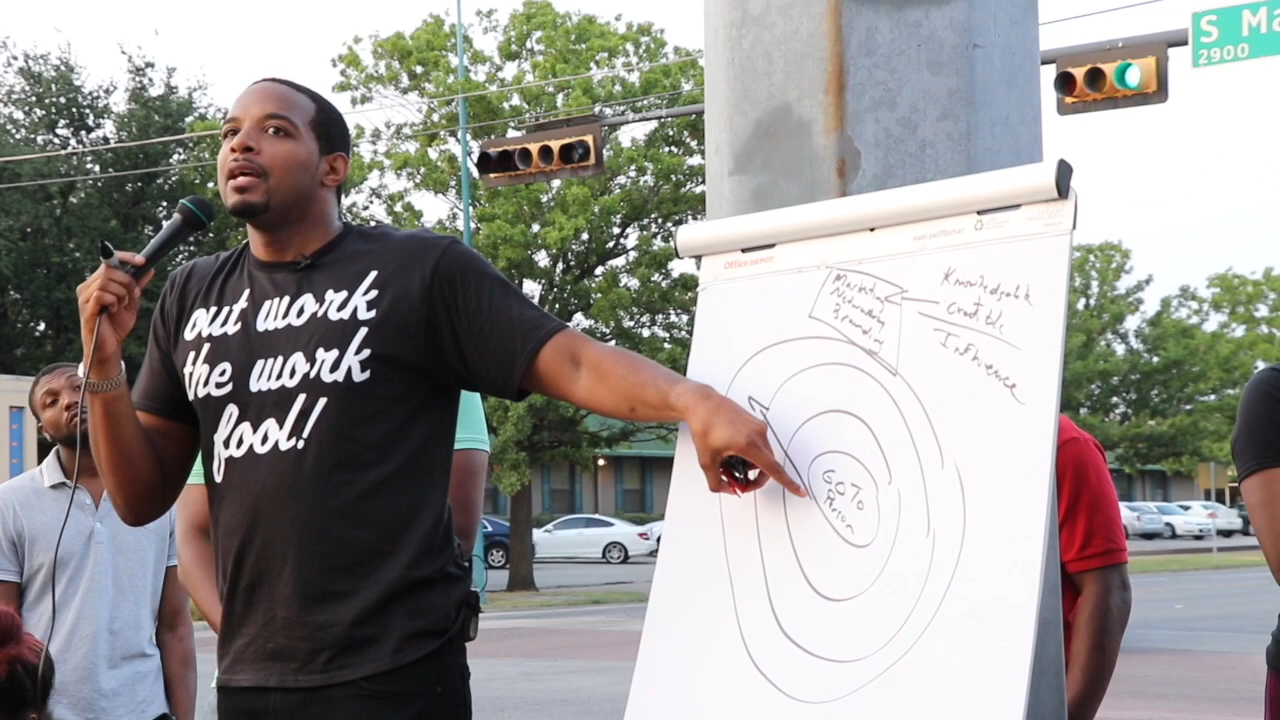 out work
the work
fool!
S Ma
2900
Office DEPOT
Marketing
Networking
Branding
Knowledgable
+
credible
Influence
GO TO
Person